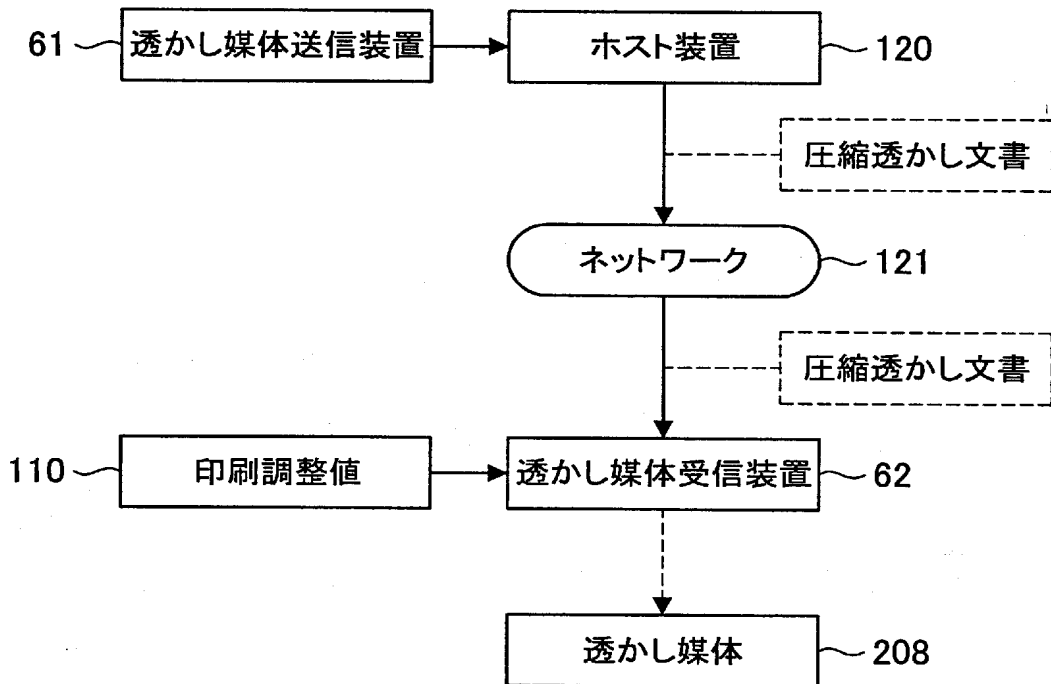 61 透かし媒体送信装置 ホスト装置 120
圧縮透かし文書
ネットワーク 121
圧縮透かし文書
110 印刷調整値 透かし媒体受信装置 62
透かし媒体 208